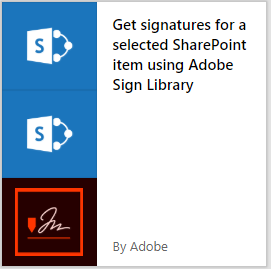 Get signatures for a
selected SharePoint
item using Adobe
Sign Library
S
S
By Adobe